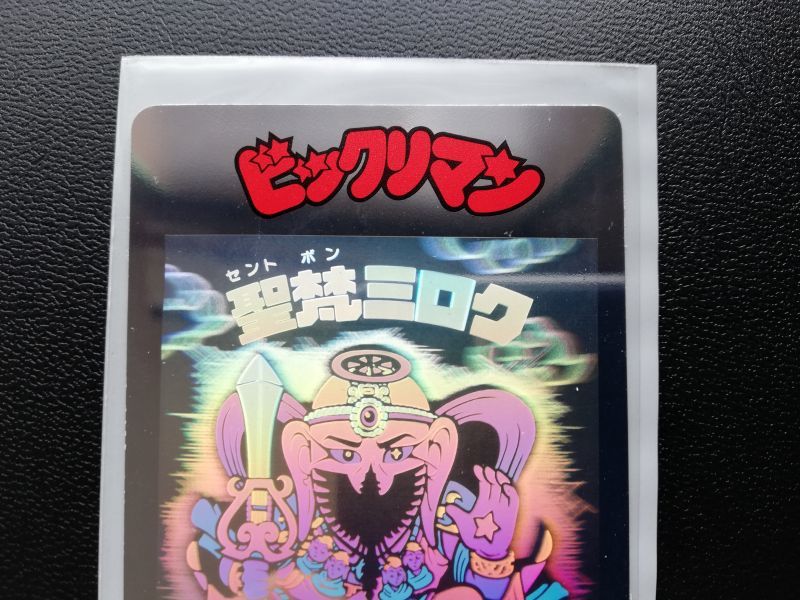 ビックリマン
セント ボン
聖梵ミロク